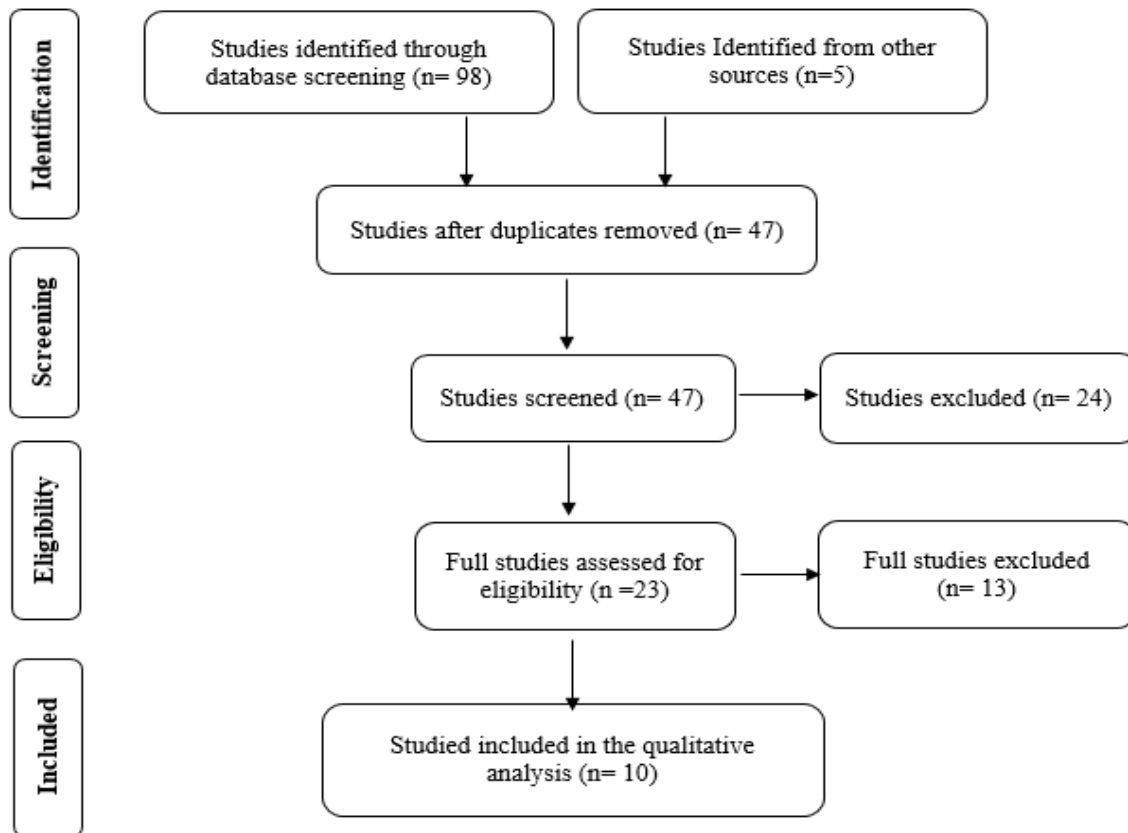 Identification
Studies identified through
database screening (n= 98)
Studies Identified from other
sources (n=5)
Studies after duplicates removed (n= 47)
Screening
Studies screened (n= 47)
Studies excluded (n= 24)
Eligibility
Full studies assessed for
eligibility (n =23)
Full studies excluded
(n= 13)
Included
Studied included in the qualitative
analysis (n= 10)